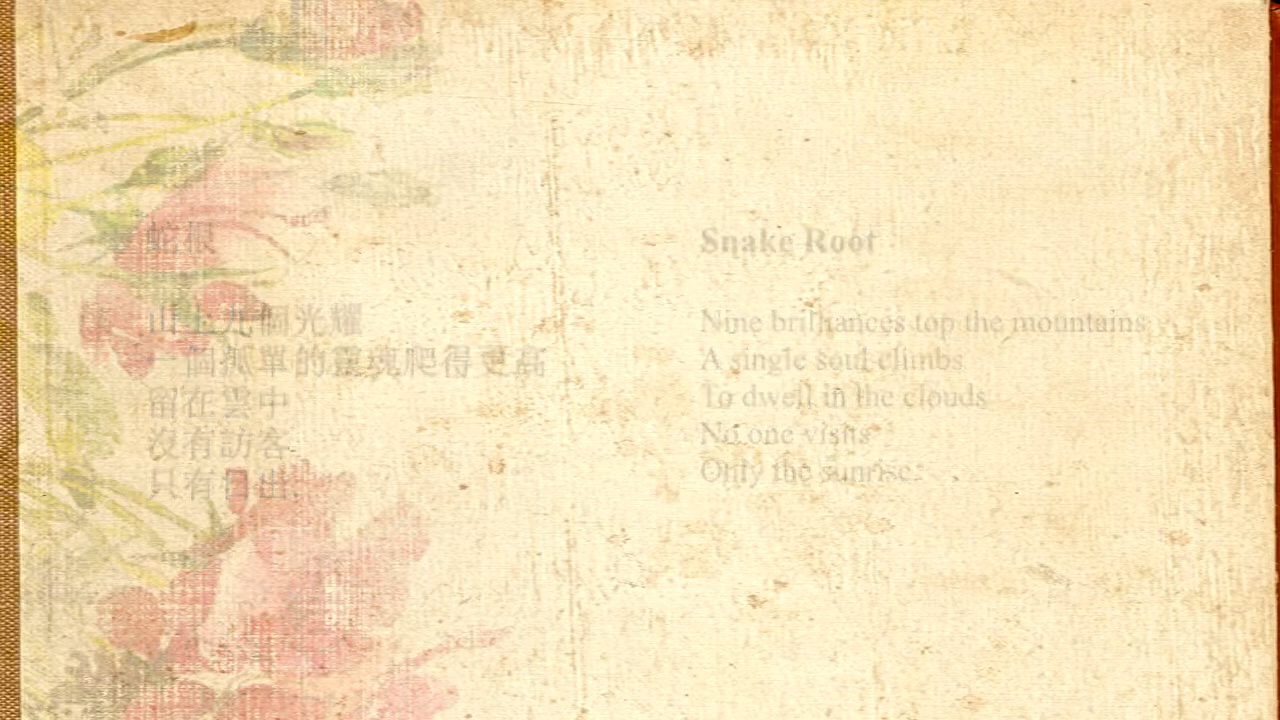 蛇根
山上九個光耀
一個孤單的靈魂爬得更高
留在雲中
沒有訪客
只有日出.
Snake Root
Nine brilliances top the mountains
A single soul climbs
To dwell in the clouds
No one visits
Only the sunrise.